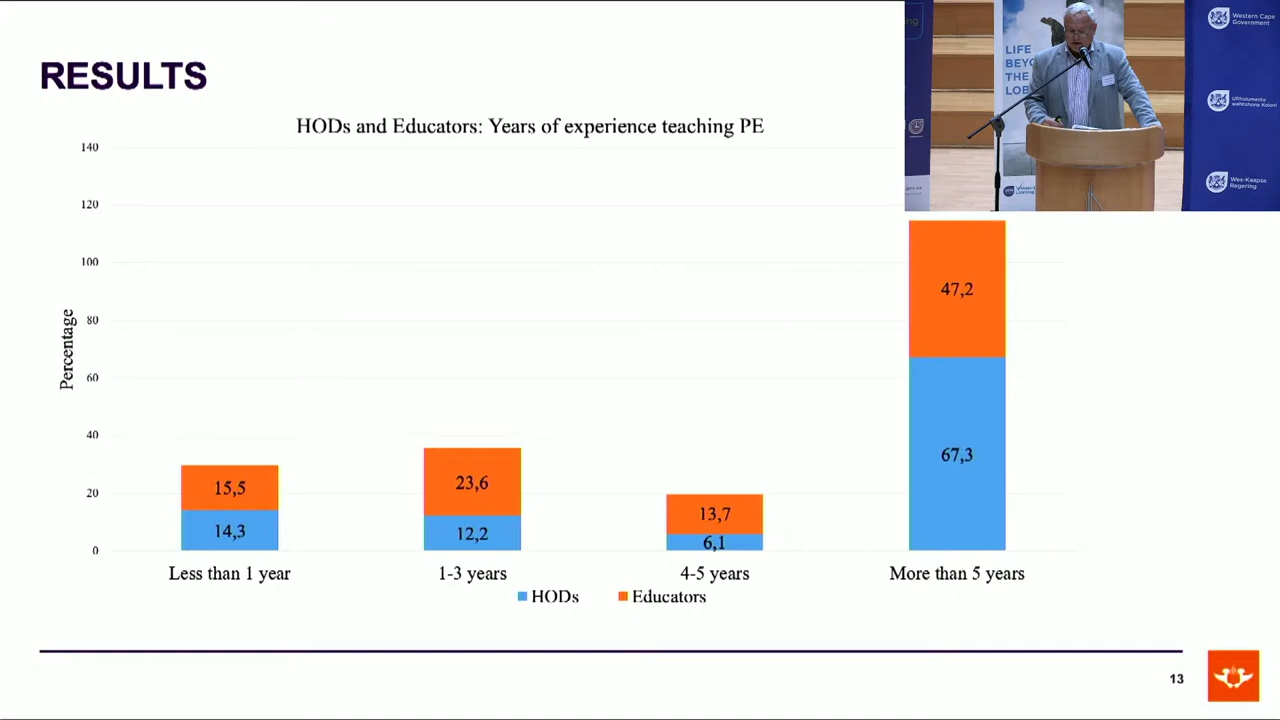 RESULTS
HODs and Educators: Years of experience teaching PE
140
120
100
80
60
40
20
0
Percentage
47,2
67,3
15,5
14,3
23,6
12,2
13,7
6,1
Less than 1 year
1-3 years
4-5 years
More than 5 years
HODs
Educators
13
LIFE
BEYO
THE
LOB
Western Cape
Government
Wes-Kaapse
Regering